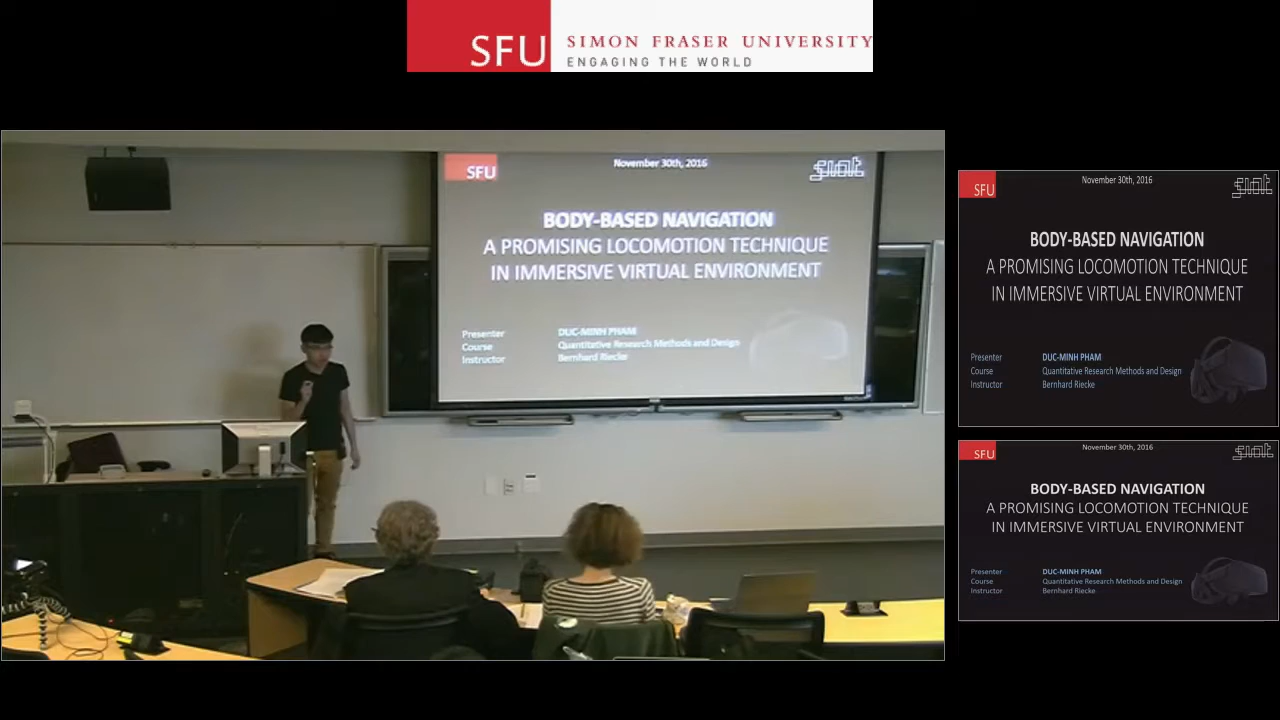 SFU
SIMON FRASER UNIVERSITY
ENGAGING THE WORLD
SFU
November 30th, 2016
siat
BODY-BASED NAVIGATION
A PROMISING LOCOMOTION TECHNIQUE
IN IMMERSIVE VIRTUAL ENVIRONMENT
Presenter DUC-MINH PHAM
Course Quantitative Research Methods and Design
Instructor Bernhard Riecke
SFU
November 30th, 2016
siat
BODY-BASED NAVIGATION
A PROMISING LOCOMOTION TECHNIQUE
IN IMMERSIVE VIRTUAL ENVIRONMENT
Presenter DUC-MINH PHAM
Course Quantitative Research Methods and Design
Instructor Bernhard Riecke
SFU
November 30th, 2016
siat
BODY-BASED NAVIGATION
A PROMISING LOCOMOTION TECHNIQUE
IN IMMERSIVE VIRTUAL ENVIRONMENT
Presenter DUC-MINH PHAM
Course Quantitative Research Methods and Design
Instructor Bernhard Riecke